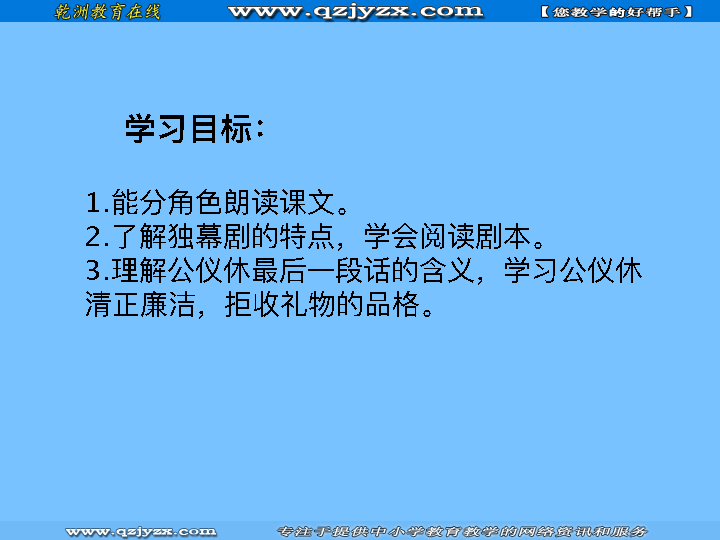 乾洲教育在线 www.qzjyzx.com 【您教学的好帮手】
学习目标：
1.能分角色朗读课文。
2.了解独幕剧的特点，学会阅读剧本。
3.理解公仪休最后一段话的含义，学习公仪休
清正廉洁，拒收礼物的品格。
www.qzjyzx.com 专注于提供中小学教育教学的网络资讯和服务